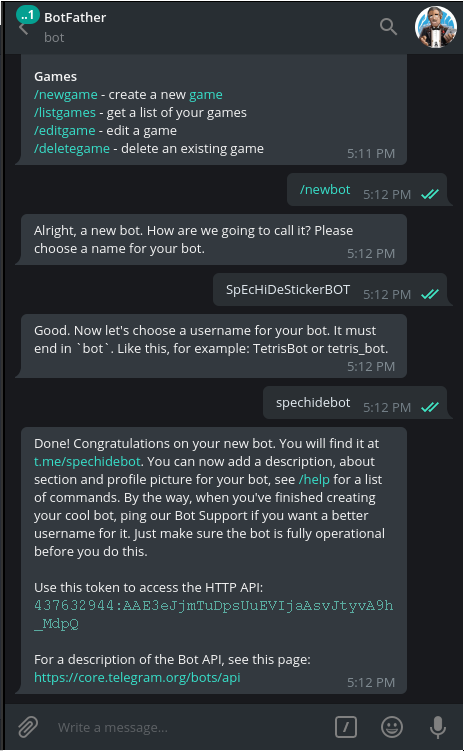 ..1
BotFather
bot
Games
/newgame - create a new game
/listgames - get a list of your games
/editgame - edit a game
/deletegame - delete an existing game
5:11 PM
/newbot
5:12 PM
Alright, a new bot. How are we going to call it? Please
choose a name for your bot.
5:12 PM
SpEcHiDeStickerBOT
5:12 PM
Good. Now let's choose a username for your bot. It must
end in `bot`. Like this, for example: TetrisBot or tetris_bot.
5:12 PM
spechidebot
5:12 PM
Done! Congratulations on your new bot. You will find it at
t.me/spechidebot. You can now add a description, about
section and profile picture for your bot, see /help for a list
of commands. By the way, when you've finished creating
your cool bot, ping our Bot Support if you want a better
username for it. Just make sure the bot is fully operational
before you do this.
Use this token to access the HTTP API:
437632944:AAE3eJjmTuDpsUuEVIjaAsvJtyvA9h
_MdpQ
For a description of the Bot API, see this page:
https://core.telegram.org/bots/api
5:12 PM
Write a message...